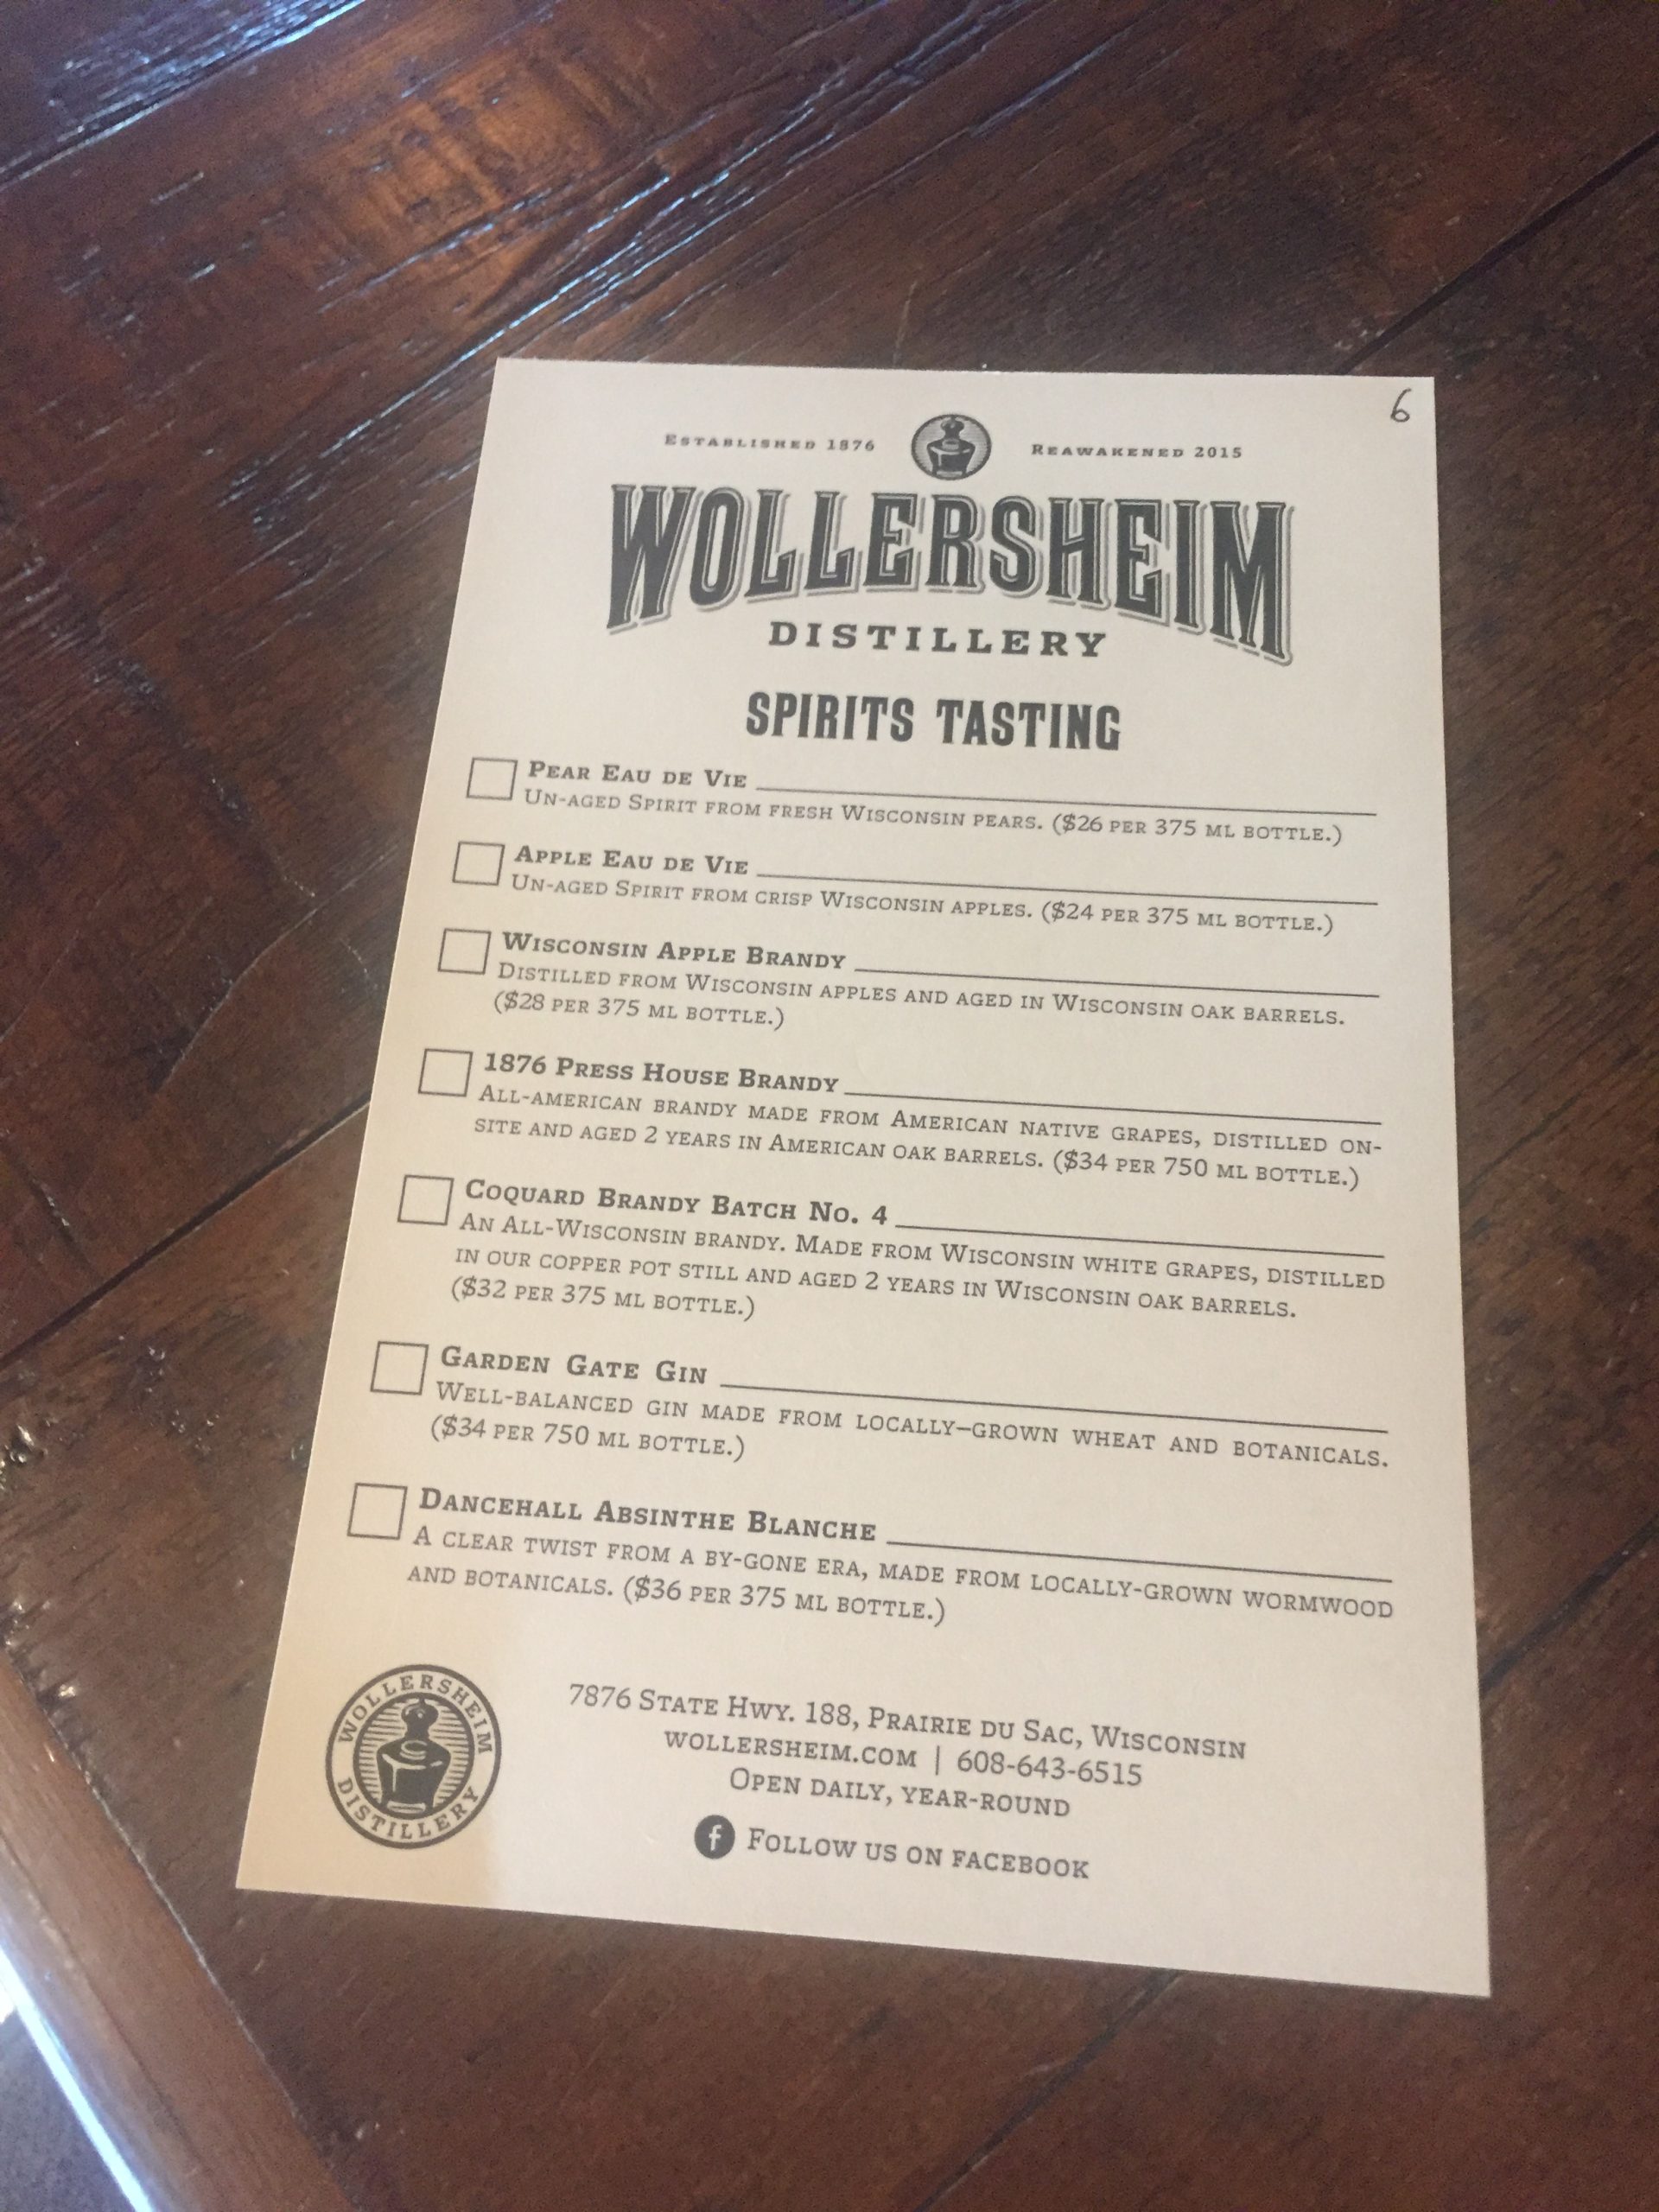 6
Established 1876 Reawakened 2015
WOLLERSHEIM
DISTILLERY
SPIRITS TASTING
Pear Eau de Vie
Un-aged Spirit from fresh Wisconsin pears. ($26 per 375 ml bottle.)
Apple Eau de Vie
Un-aged Spirit from crisp Wisconsin apples. ($24 per 375 ml bottle.)
Wisconsin Apple Brandy
Distilled from Wisconsin apples and aged in Wisconsin oak barrels.
($28 per 375 ml bottle.)
1876 Press House Brandy
All-american brandy made from American native grapes, distilled on-
site and aged 2 years in American oak barrels. ($34 per 750 ml bottle.)
Coquard Brandy Batch No. 4
An All-Wisconsin brandy. Made from Wisconsin white grapes, distilled
in our copper pot still and aged 2 years in Wisconsin oak barrels.
($32 per 375 ml bottle.)
Garden Gate Gin
Well-balanced gin made from locally-grown wheat and botanicals.
($34 per 750 ml bottle.)
Dancehall Absinthe Blanche
A clear twist from a by-gone era, made from locally-grown wormwood
and botanicals. ($36 per 375 ml bottle.)
WOLLERSHEIM
DISTILLERY
7876 State Hwy. 188, Prairie du Sac, Wisconsin
wollersheim.com | 608-643-6515
Open daily, year-round
f Follow us on facebook